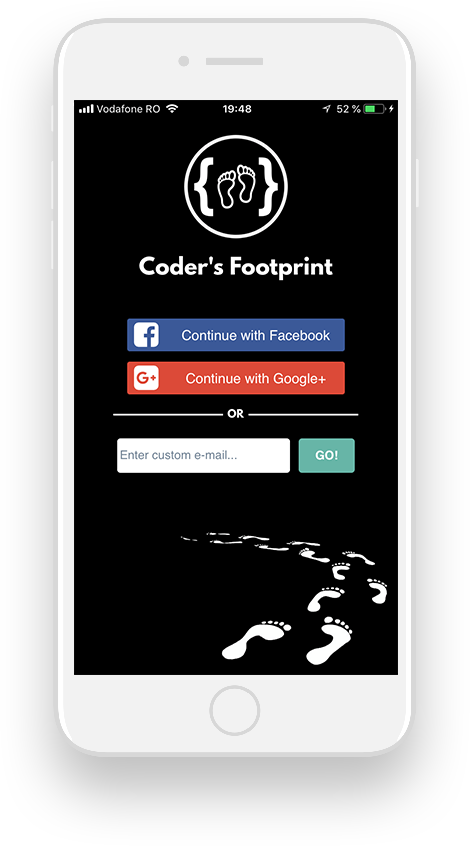 Vodafone RO 19:48 52 %
{ }
Coder's Footprint
f Continue with Facebook
G+ Continue with Google+
OR
Enter custom e-mail... GO!